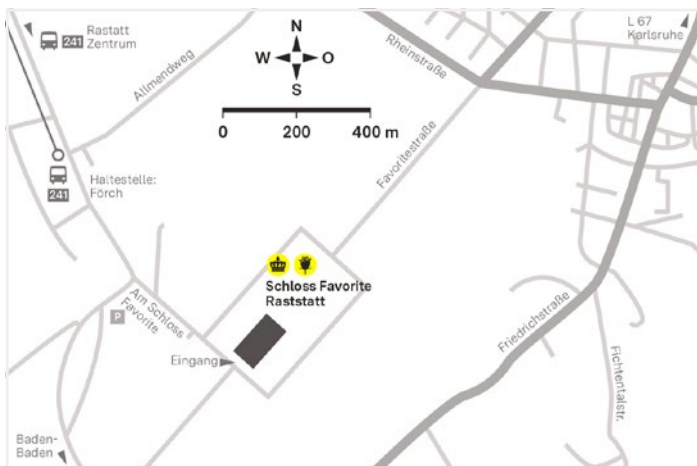 Rastatt
241 Zentrum
Allmendweg
N
W O
S
0 200 400 m
Rheinstraße
L 67
Karlsruhe
Favoritestraße
241
Haltestelle:
Förch
Schloss Favorite
Raststatt
Am Schloss
Favorite
P
Eingang
Friedrichstraße
Fichtentalstr.
Baden-
Baden